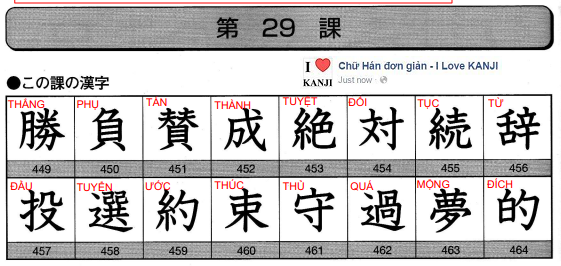 第 29 課
I ❤ KANJI
Chữ Hán đơn giản - I Love KANJI
Just now
●この課の漢字
THẮNG PHỤ TÁN THÀNH TUYỆT ĐỐI TỤC TỪ
勝 負 賛 成 絶 対 続 辞
449 450 451 452 453 454 455 456
ĐẦU TUYỂN ƯỚC THÚC THỦ QUÁ MỘNG ĐÍCH
投 選 約 束 守 過 夢 的
457 458 459 460 461 462 463 464